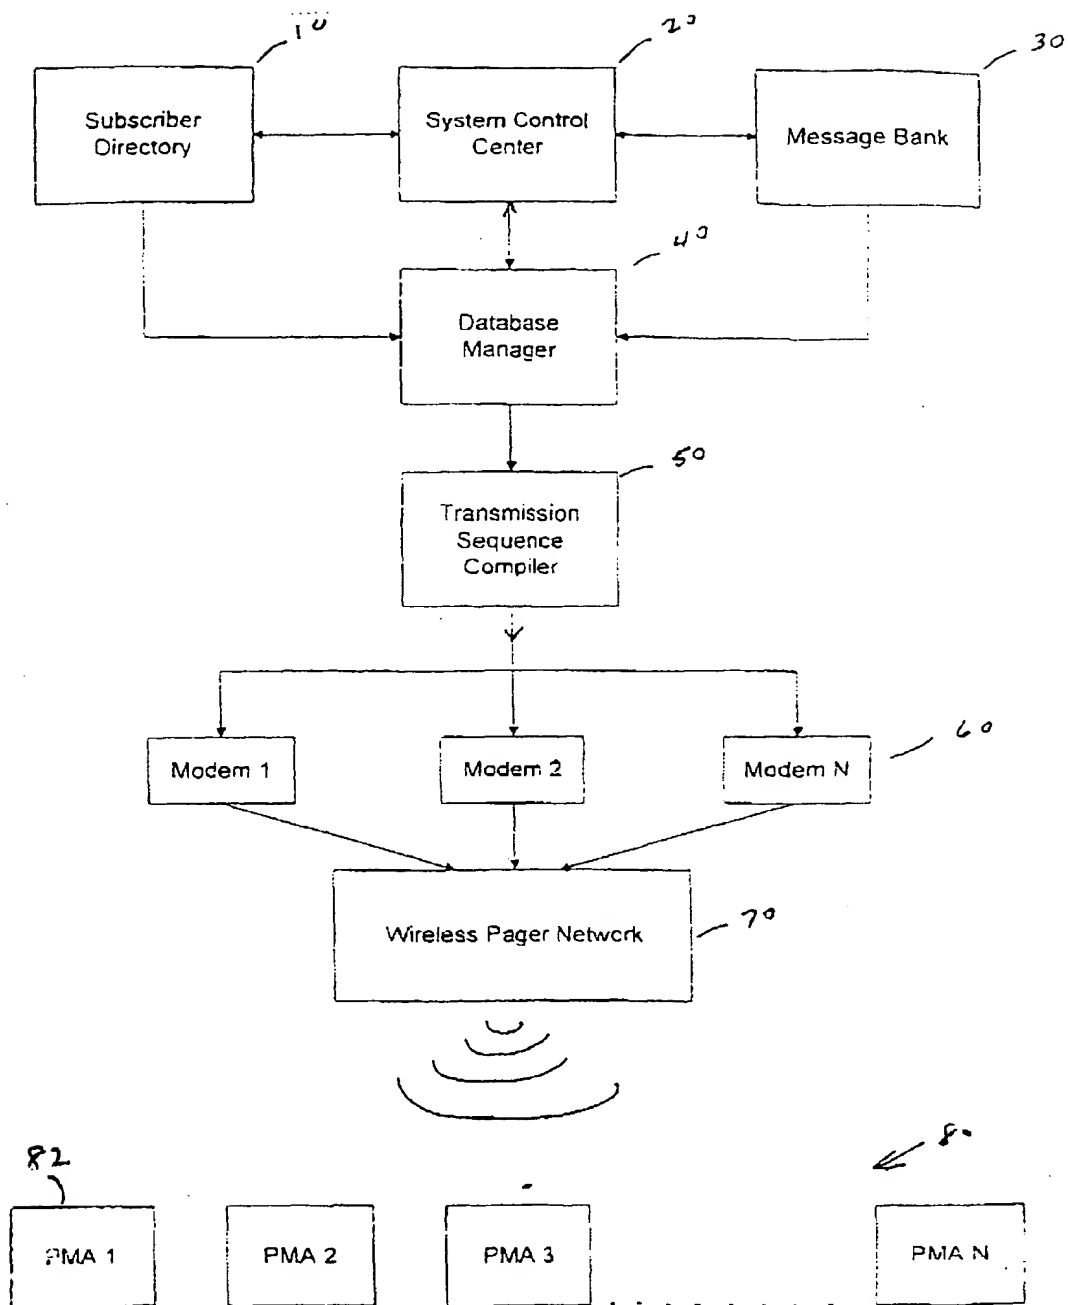 10
20
30
Subscriber
Directory
System Control
Center
Message Bank
40
Database
Manager
50
Transmission
Sequence
Compiler
60
Modem 1
Modem 2
Modem N
Wireless Pager Network
70
80
82
PMA 1
PMA 2
PMA 3
PMA N